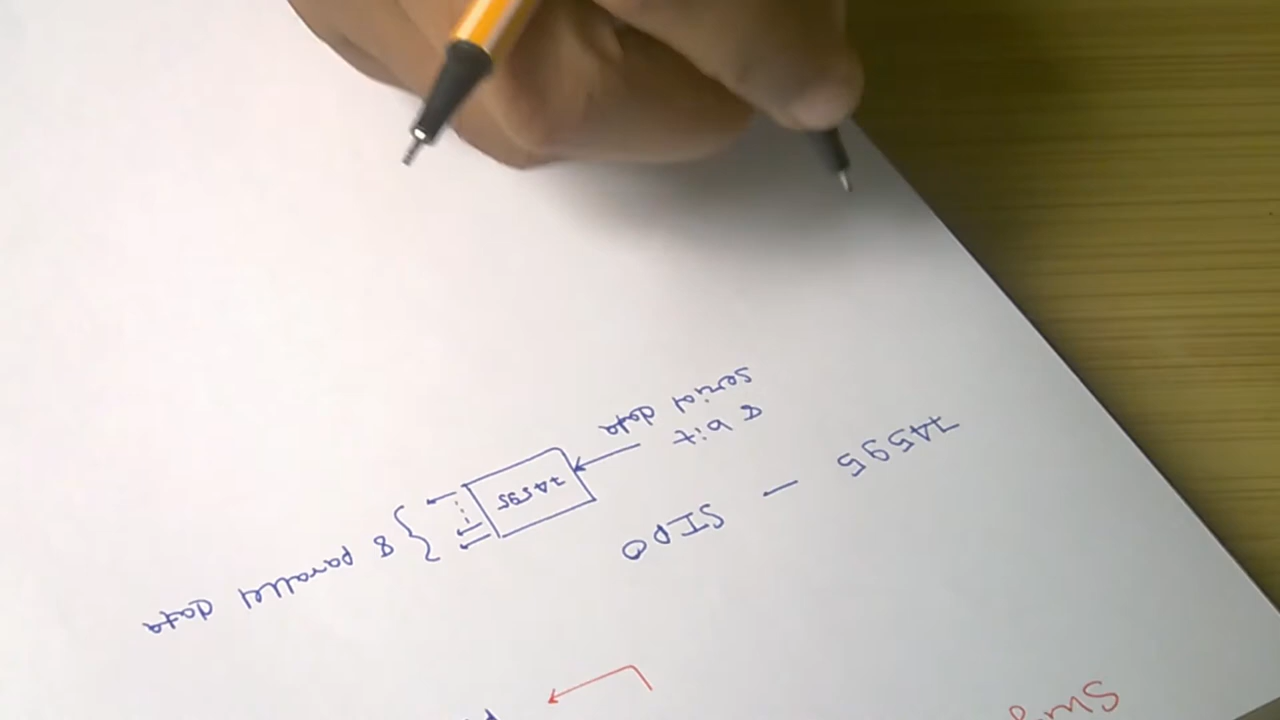 74595 — SIPO
8 bit
serial data
74595
8 parallel data